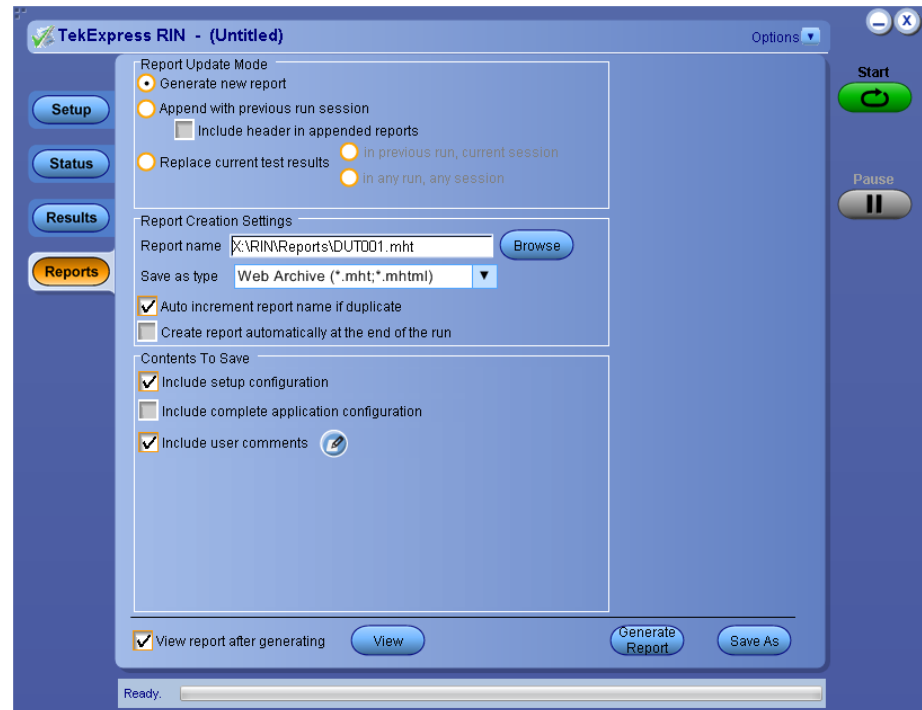 TekExpress RIN - (Untitled)
Options
Start
Setup
Status
Results
Reports
Pause
Report Update Mode
Generate new report
Append with previous run session
Include header in appended reports
Replace current test results
In previous run, current session
In any run, any session
Report Creation Settings
Report name X:\RIN\Reports\DUT001.mht Browse
Save as type Web Archive (*.mht;*.mhtml)
Auto increment report name if duplicate
Create report automatically at the end of the run
Contents To Save
Include setup configuration
Include complete application configuration
Include user comments
View report after generating View
Generate
Report
Save As
Ready.